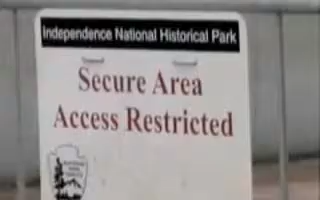 Independence National Historical Park
Secure Area
Access Restricted